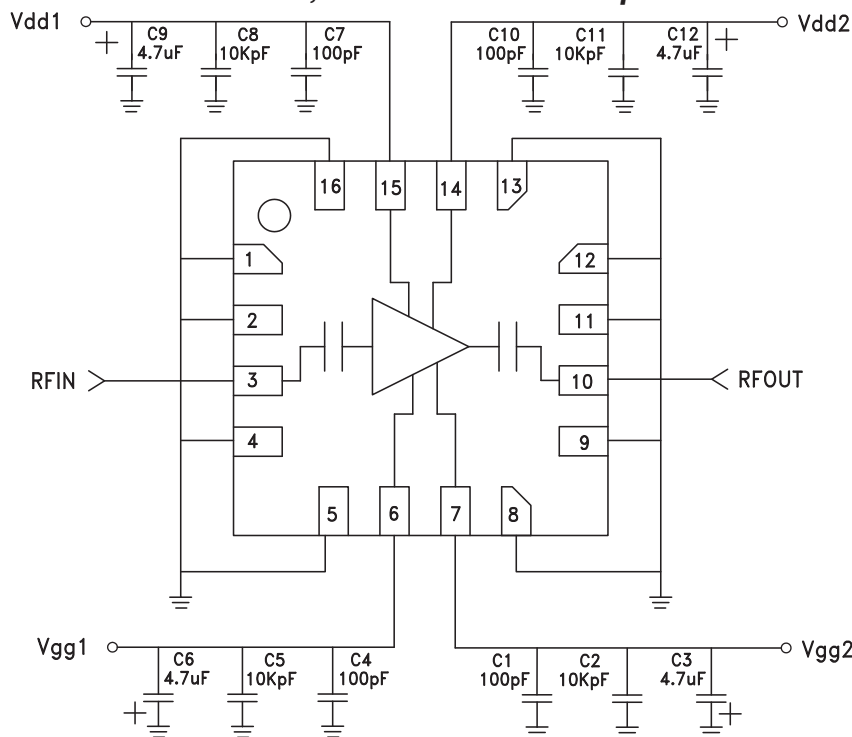 Vdd1
C9
4.7uF
C8
10KpF
C7
100pF
C10
100pF
C11
10KpF
C12
4.7uF
Vdd2
16
15
14
13
1
12
2
11
RFIN
3
10
RFOUT
4
9
5
6
7
8
Vgg1
C6
4.7uF
C5
10KpF
C4
100pF
C1
100pF
C2
10KpF
C3
4.7uF
Vgg2